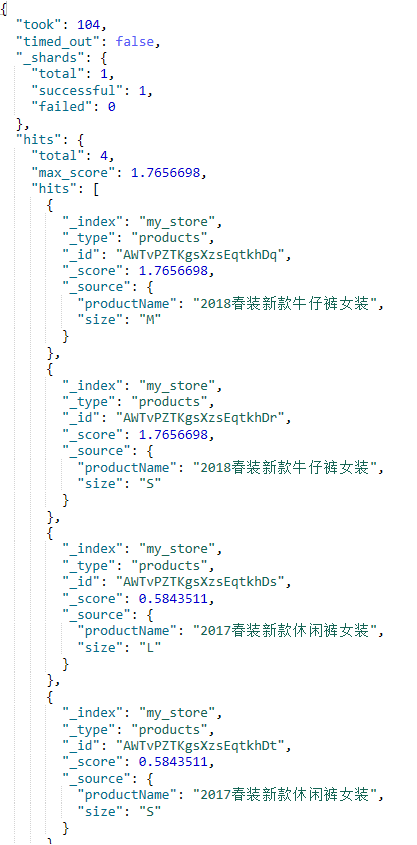 {
"took": 104,
"timed_out": false,
"_shards": {
"total": 1,
"successful": 1,
"failed": 0
},
"hits": {
"total": 4,
"max_score": 1.7656698,
"hits": [
{
"_index": "my_store",
"_type": "products",
"_id": "AWTvPZTKgsXzsEqtkhDq",
"_score": 1.7656698,
"_source": {
"productName": "2018春装新款牛仔裤女装",
"size": "M"
}
},
{
"_index": "my_store",
"_type": "products",
"_id": "AWTvPZTKgsXzsEqtkhDr",
"_score": 1.7656698,
"_source": {
"productName": "2018春装新款牛仔裤女装",
"size": "S"
}
},
{
"_index": "my_store",
"_type": "products",
"_id": "AWTvPZTKgsXzsEqtkhDs",
"_score": 0.5843511,
"_source": {
"productName": "2017春装新款休闲裤女装",
"size": "L"
}
},
{
"_index": "my_store",
"_type": "products",
"_id": "AWTvPZTKgsXzsEqtkhDt",
"_score": 0.5843511,
"_source": {
"productName": "2017春装新款休闲裤女装",
"size": "S"
}
}